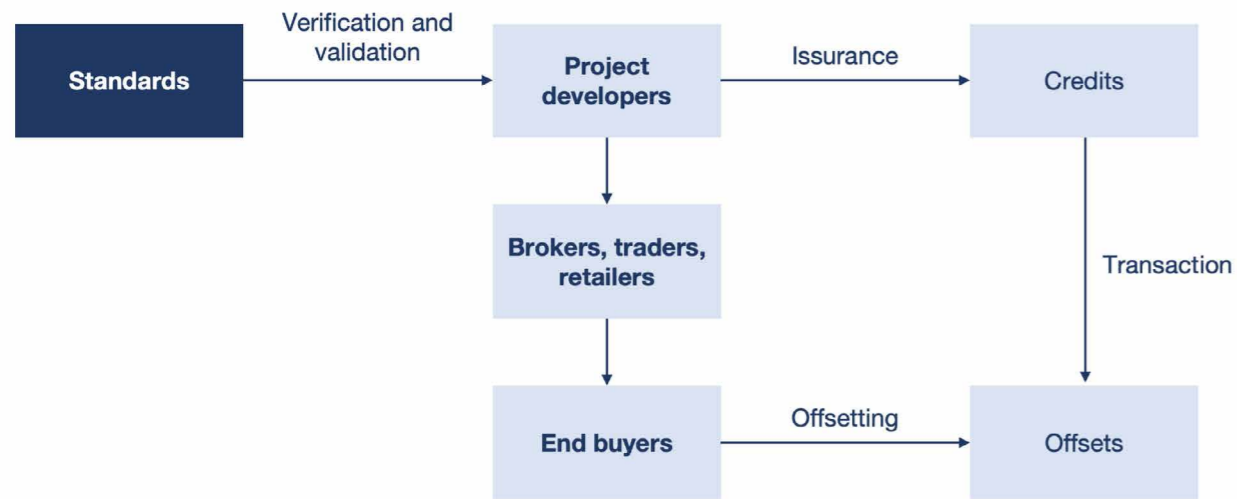 Verification and
validation
Standards
Project
developers
Issurance
Credits
Brokers, traders,
retailers
Transaction
End buyers
Offsetting
Offsets